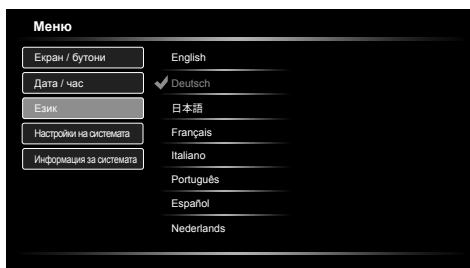 Меню
Екран / бутони
Дата / час
Език
Настройки на системата
Информация за системата
English
Deutsch
日本語
Français
Italiano
Português
Español
Nederlands